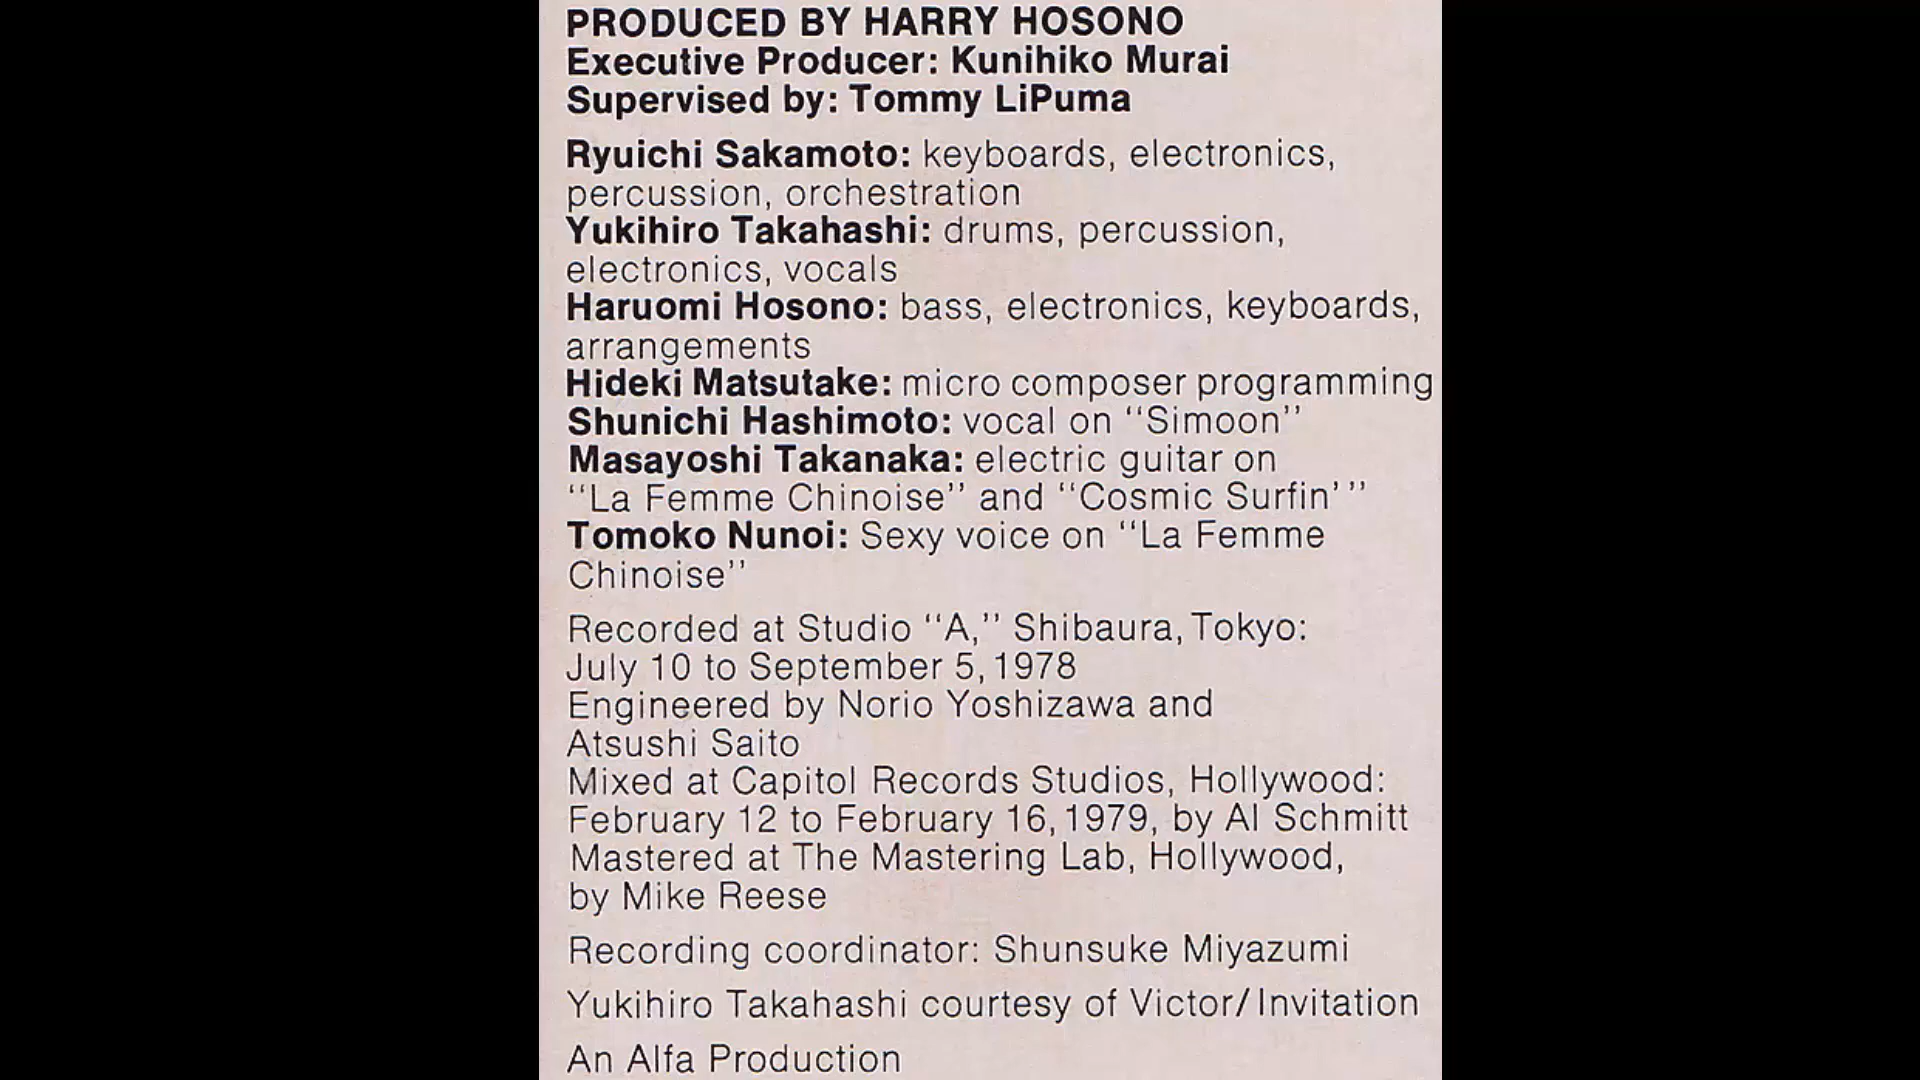 PRODUCED BY HARRY HOSONO
Executive Producer: Kunihiko Murai
Supervised by: Tommy LiPuma
Ryuichi Sakamoto: keyboards, electronics,
percussion, orchestration
Yukihiro Takahashi: drums, percussion,
electronics, vocals
Haruomi Hosono: bass, electronics, keyboards,
arrangements
Hideki Matsutake: micro composer programming
Shunichi Hashimoto: vocal on ‘‘Simoon’’
Masayoshi Takanaka: electric guitar on
‘‘La Femme Chinoise’’ and ‘‘Cosmic Surfin’ ’’
Tomoko Nunoi: Sexy voice on ‘‘La Femme
Chinoise’’
Recorded at Studio ‘‘A,’’ Shibaura, Tokyo:
July 10 to September 5, 1978
Engineered by Norio Yoshizawa and
Atsushi Saito
Mixed at Capitol Records Studios, Hollywood:
February 12 to February 16, 1979, by Al Schmitt
Mastered at The Mastering Lab, Hollywood,
by Mike Reese
Recording coordinator: Shunsuke Miyazumi
Yukihiro Takahashi courtesy of Victor/Invitation
An Alfa Production